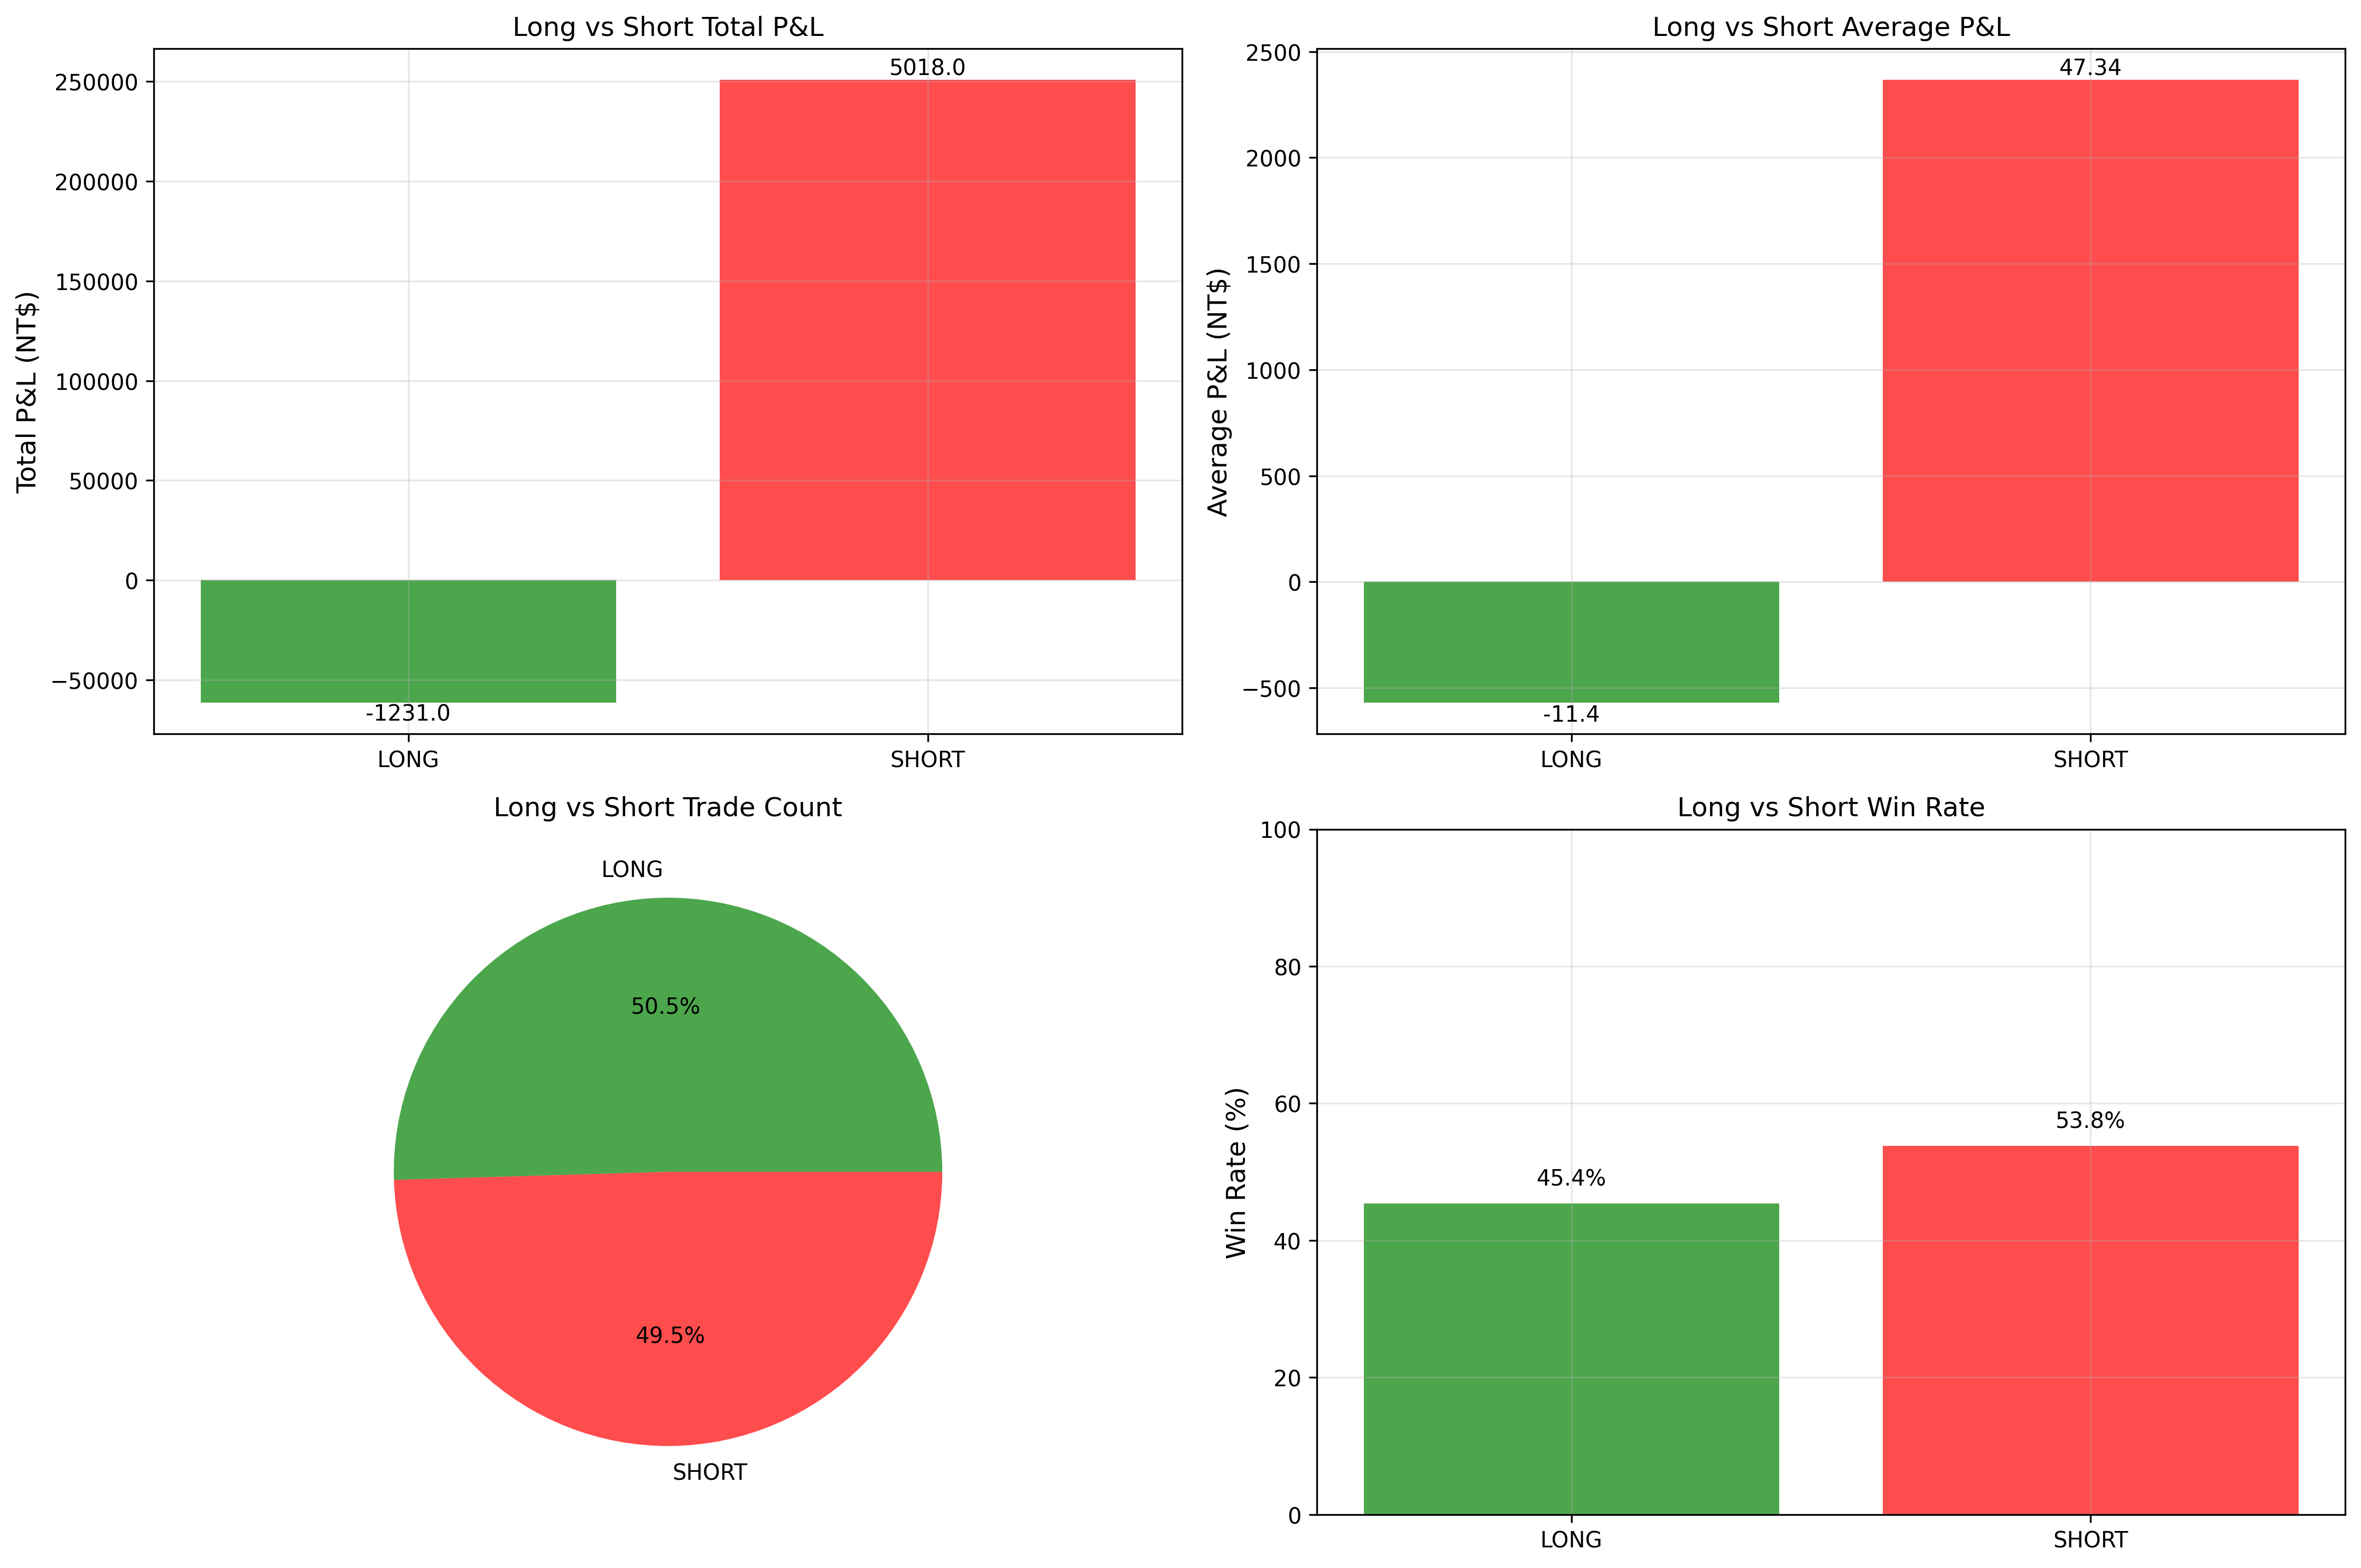 Long vs Short Total P&L
Total P&L (NT$)
250000
200000
150000
100000
50000
0
−50000
5018.0
-1231.0
LONG
SHORT
Long vs Short Average P&L
Average P&L (NT$)
2500
2000
1500
1000
500
0
−500
47.34
-11.4
LONG
SHORT
Long vs Short Trade Count
LONG
50.5%
49.5%
SHORT
Long vs Short Win Rate
Win Rate (%)
100
80
60
40
20
0
45.4%
53.8%
LONG
SHORT